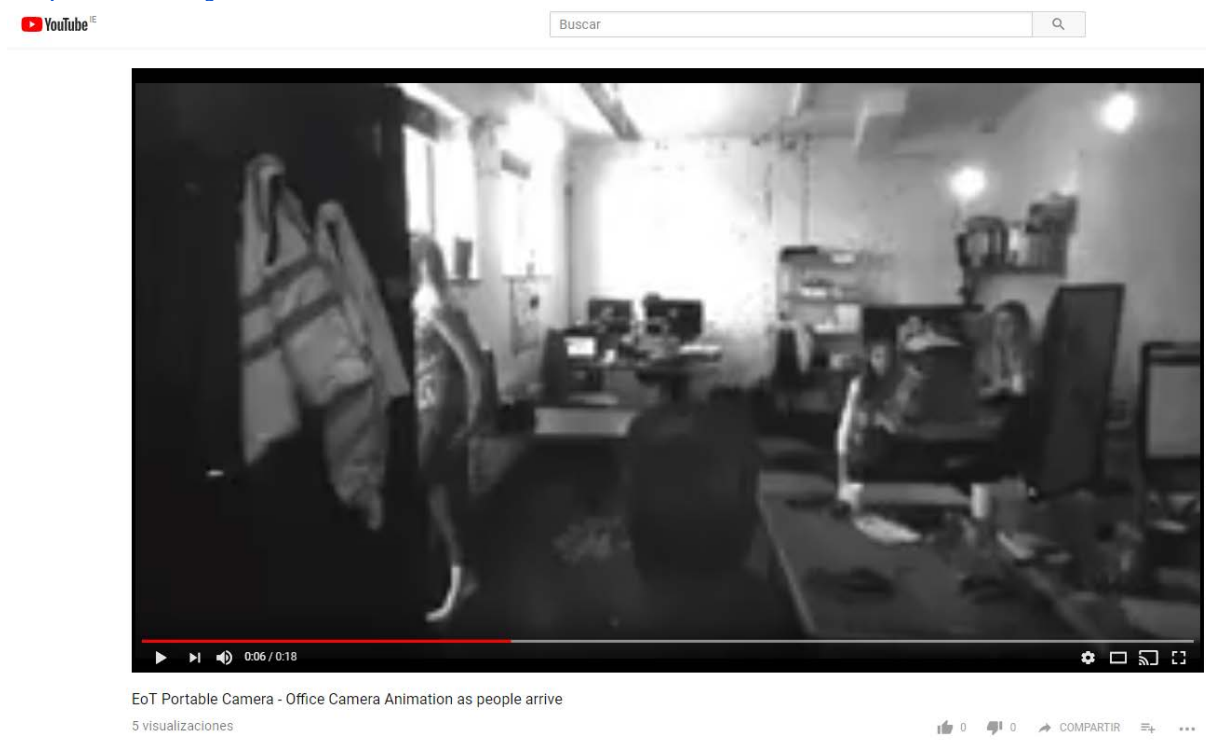 YouTube IE
Buscar
0:06 / 0:18
EoT Portable Camera - Office Camera Animation as people arrive
5 visualizaciones
0
0
COMPARTIR